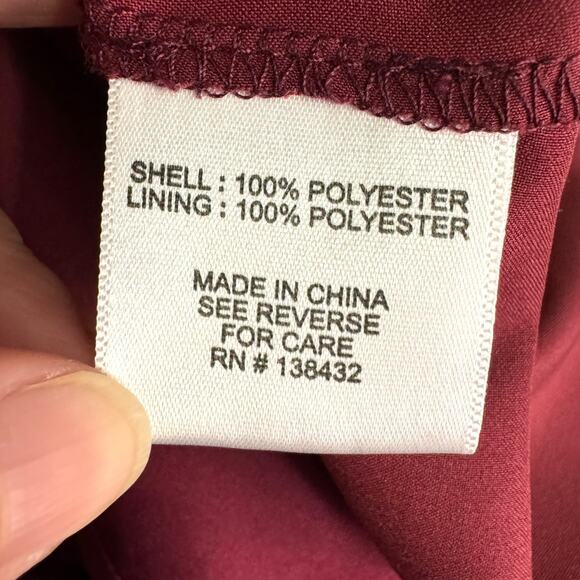 SHELL : 100% POLYESTER
LINING : 100% POLYESTER
MADE IN CHINA
SEE REVERSE
FOR CARE
RN # 138432